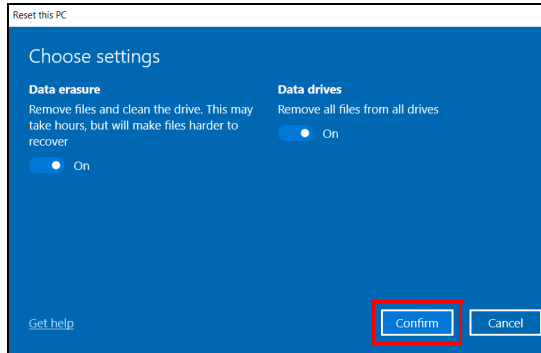 Reset this PC
Choose settings
Data erasure
Remove files and clean the drive. This may
take hours, but will make files harder to
recover
On
Data drives
Remove all files from all drives
On
Get help
Confirm
Cancel